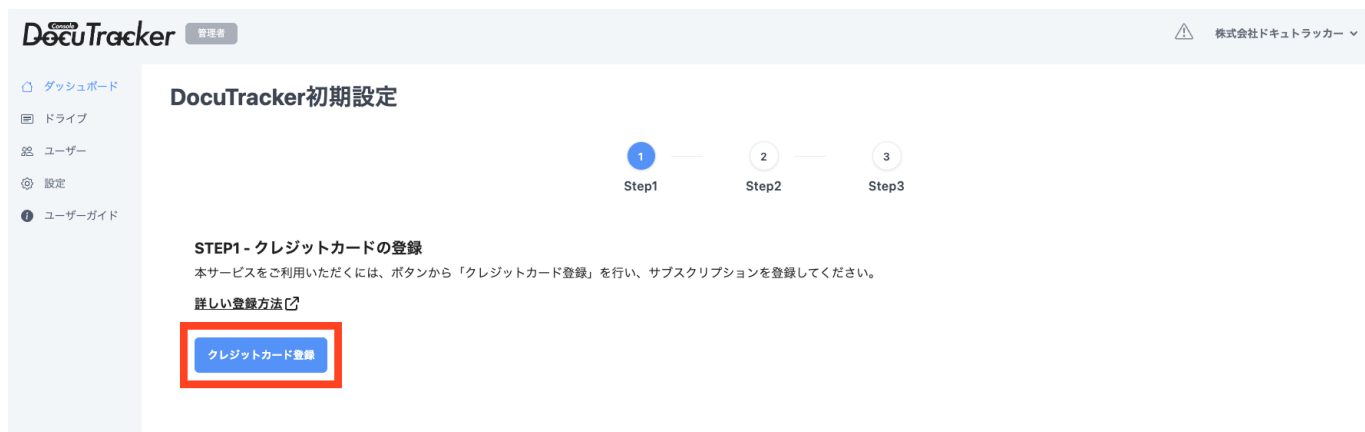 Console
DocuTracker 管理者
株式会社ドキュトラッカー
ダッシュボード
ドライブ
ユーザー
設定
ユーザーガイド
DocuTracker初期設定
1
2
3
Step1
Step2
Step3
STEP1 - クレジットカードの登録
本サービスをご利用いただくには、ボタンから「クレジットカード登録」を行い、サブスクリプションを登録してください。
詳しい登録方法
クレジットカード登録